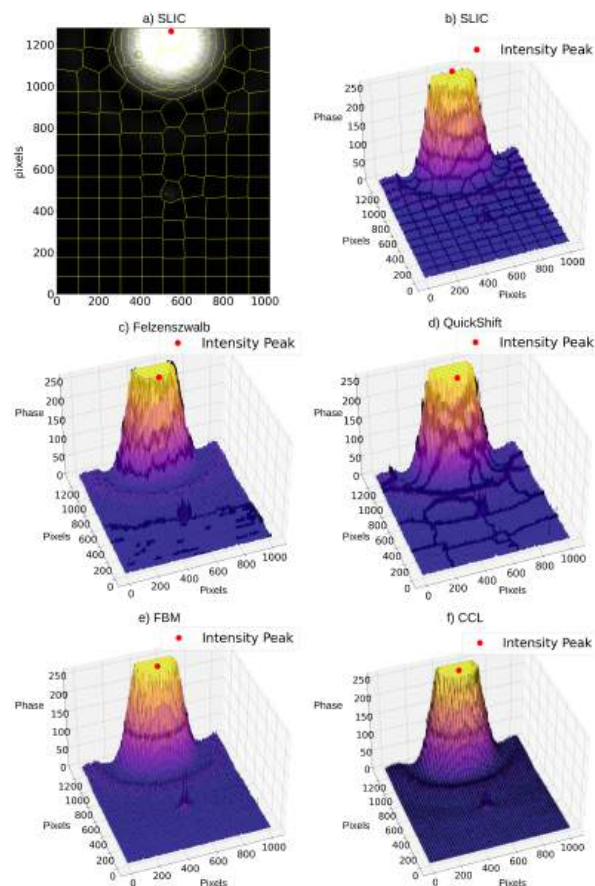 a) SLIC
b) SLIC
Intensity Peak
1200
1000
800
600
400
200
0
pixels
0 200 400 600 800 1000
250
200
150
100
50
0
Phase
1200
1000
800
600
400
200
0
Pixels
0 200 400 600 800 1000
Pixels
c) Felzenszwalb
Intensity Peak
250
200
150
100
50
0
Phase
1200
1000
800
600
400
200
0
Pixels
0 200 400 600 800 1000
Pixels
d) QuickShift
Intensity Peak
250
200
150
100
50
0
Phase
1200
1000
800
600
400
200
0
Pixels
0 200 400 600 800 1000
Pixels
e) FBM
Intensity Peak
250
200
150
100
50
0
Phase
1200
1000
800
600
400
200
0
Pixels
0 200 400 600 800 1000
Pixels
f) CCL
Intensity Peak
250
200
150
100
50
0
Phase
1200
1000
800
600
400
200
0
Pixels
0 200 400 600 800 1000
Pixels